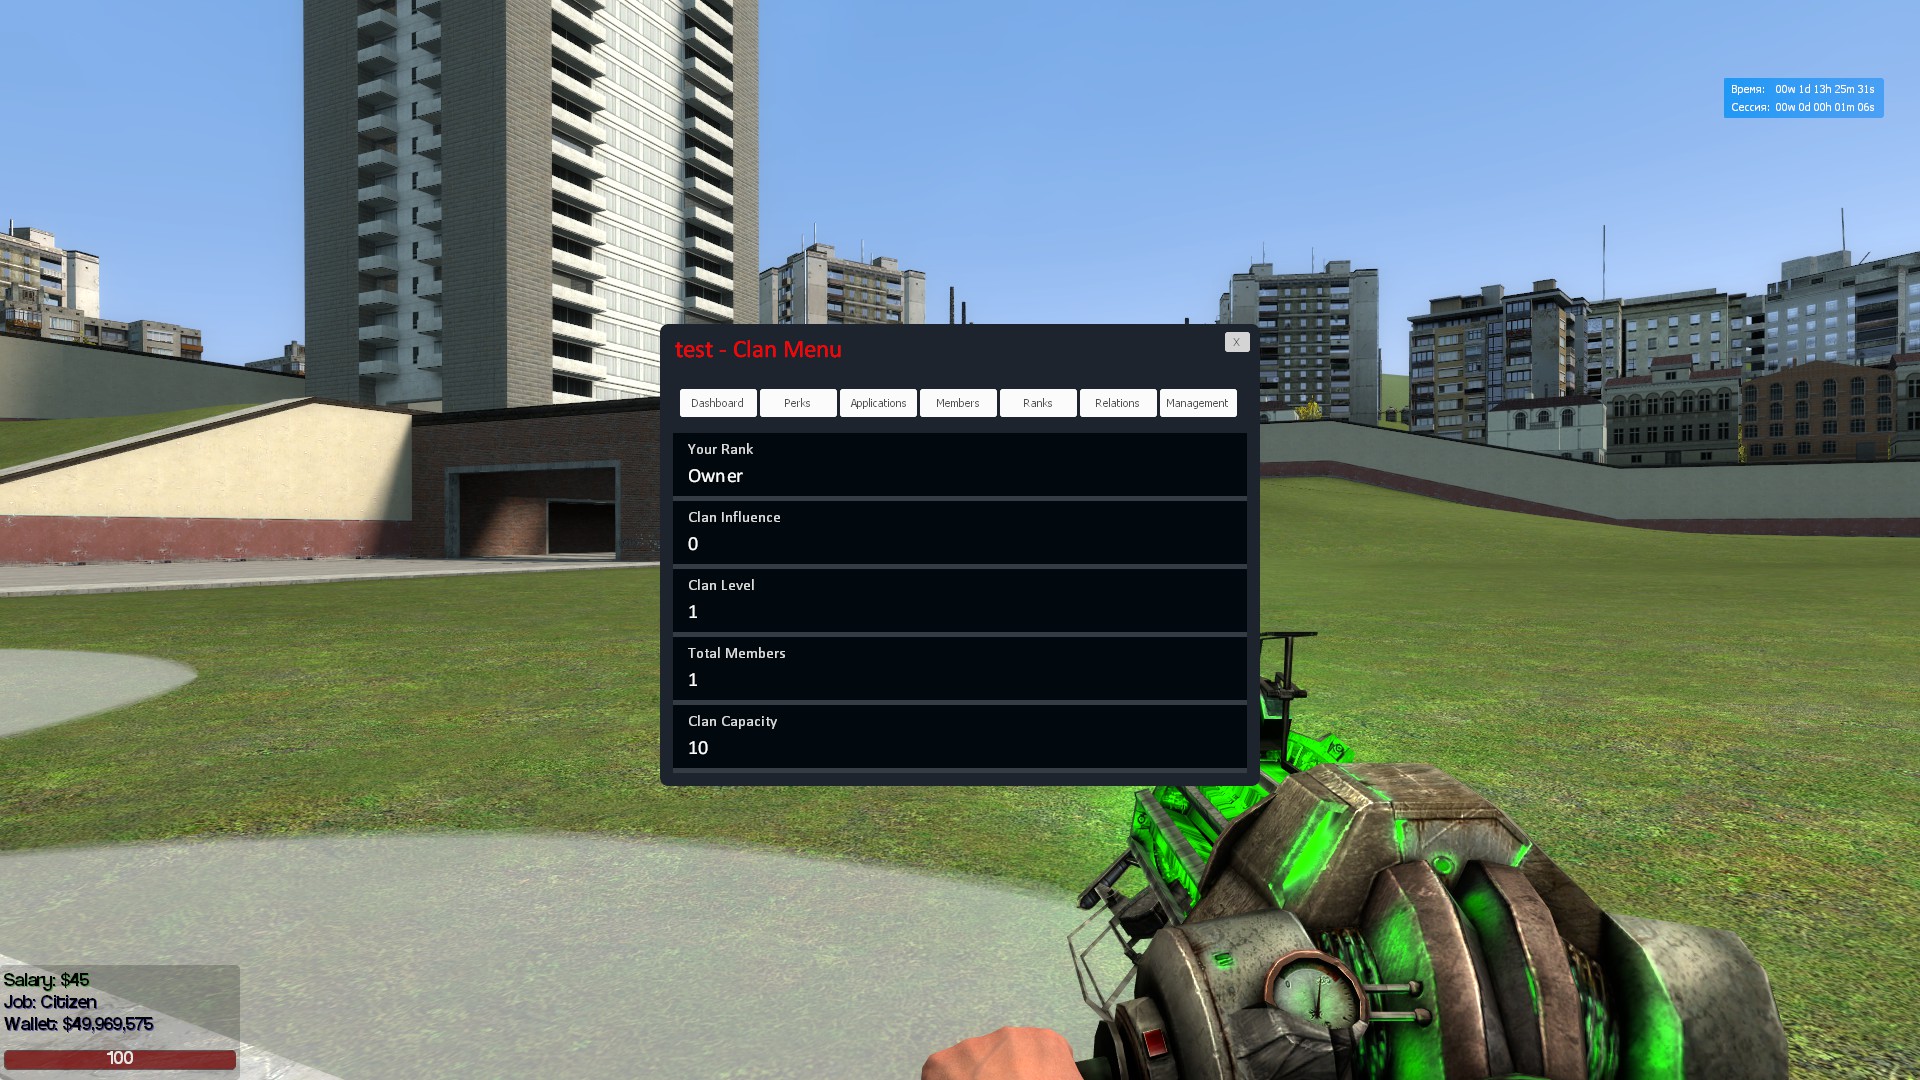 Время: 00w 1d 13h 25m 31s
Сессия: 00w 0d 00h 01m 06s
test - Clan Menu
X
Dashboard Perks Applications Members Ranks Relations Management
Your Rank
Owner
Clan Influence
0
Clan Level
1
Total Members
1
Clan Capacity
10
Salary: $45
Job: Citizen
Wallet: $49,969,575
100